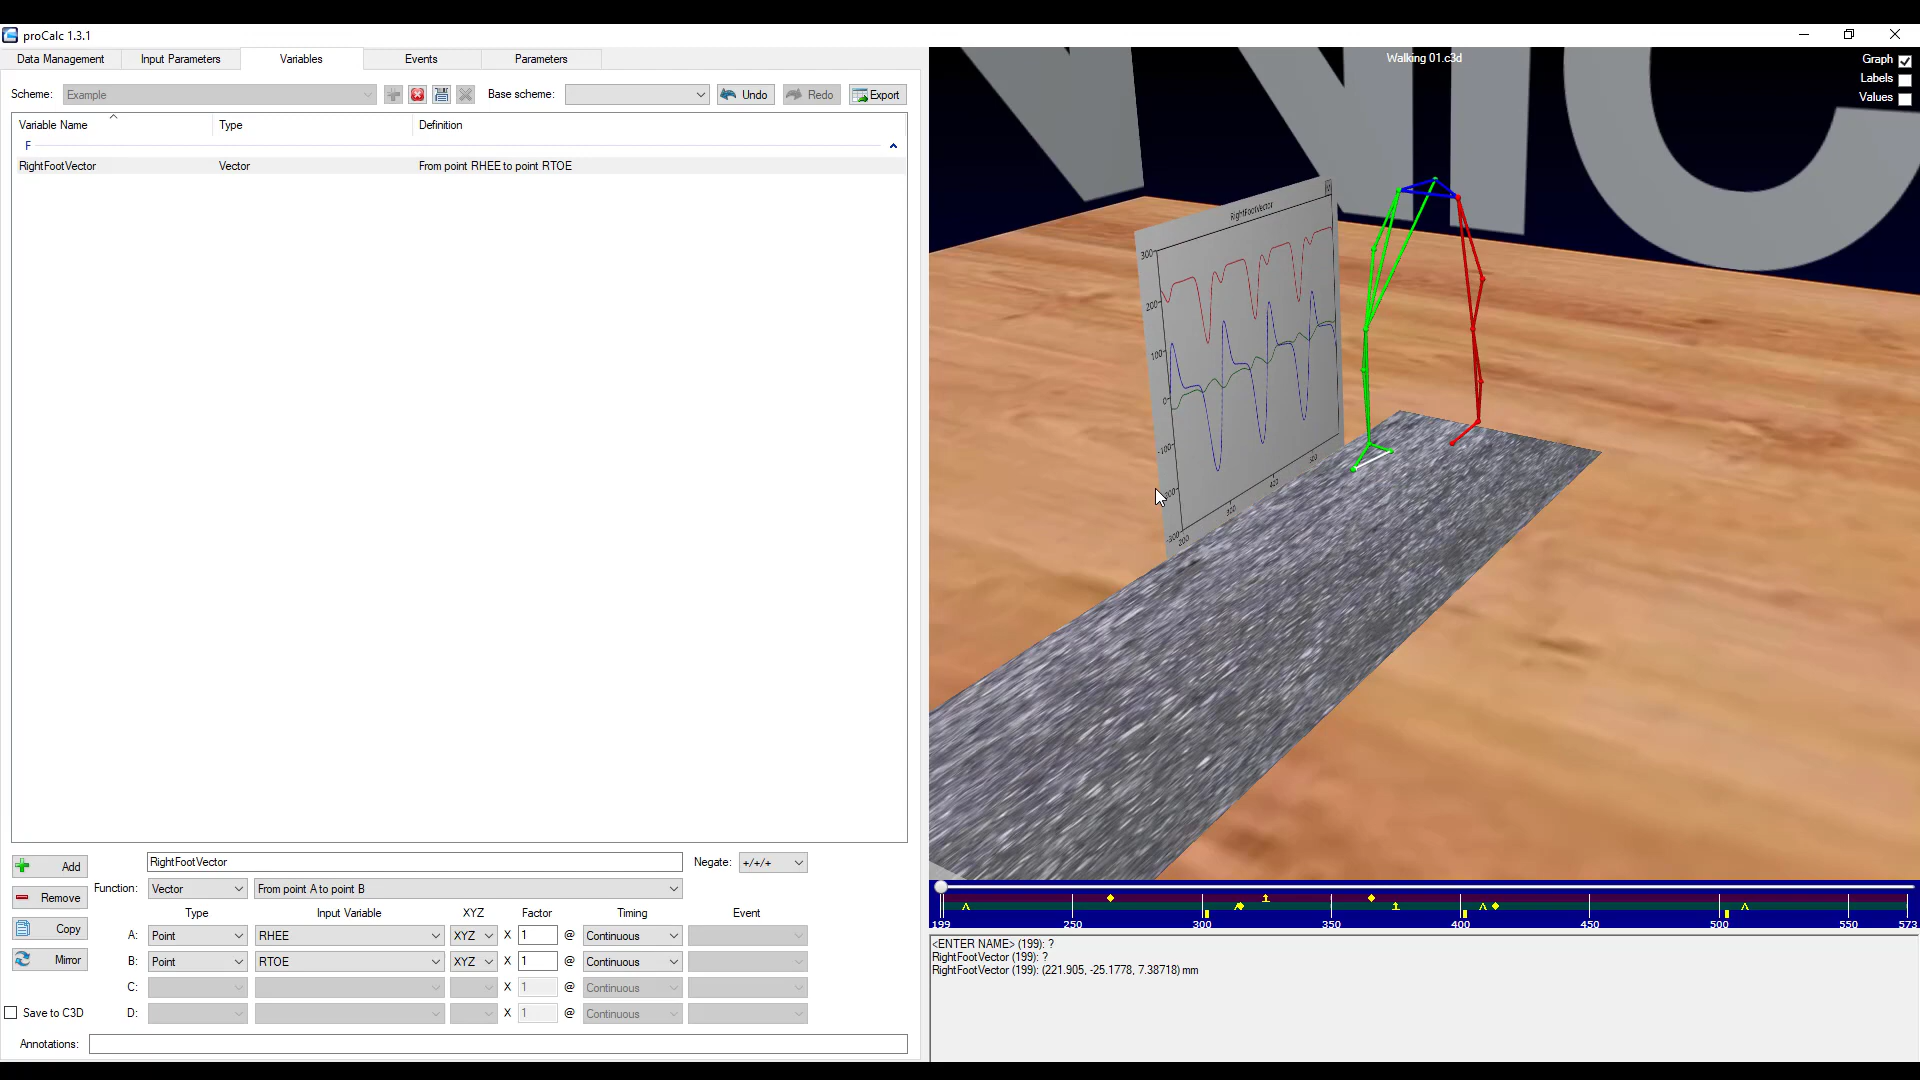 proCalc 1.3.1
Data Management Input Parameters Variables Events Parameters
Scheme: Example Base scheme: Undo Redo Export
Variable Name Type Definition
F
RightFootVector Vector From point RHEE to point RTOE
Add
Remove
Copy
Mirror
Save to C3D
RightFootVector Negate: +/+/+
Function: Vector From point A to point B
Type Input Variable XYZ Factor Timing Event
A: Point RHEE XYZ X 1 @ Continuous
B: Point RTOE XYZ X 1 @ Continuous
C: X 1 @ Continuous
D: X 1 @ Continuous
Annotations:
Walking 01.c3d
Graph
Labels
Values
RightFootVector
300
200
100
0
-100
-300
200 300 400 500
199 250 300 350 400 450 500 550 573
<ENTER NAME> (199): ?
RightFootVector (199): ?
RightFootVector (199): (221.905, -25.1778, 7.38718) mm